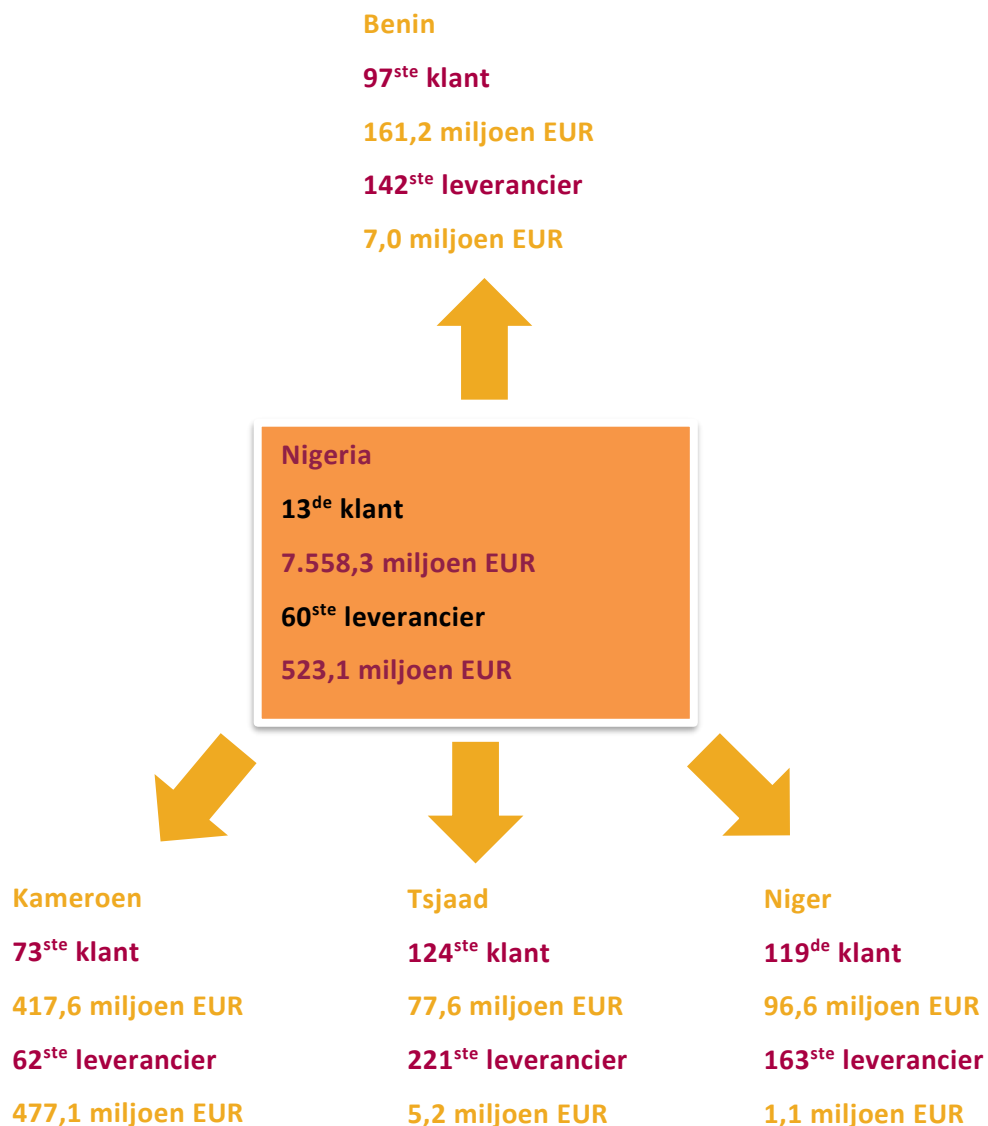 Benin
97ste klant
161,2 miljoen EUR
142ste leverancier
7,0 miljoen EUR
Nigeria
13de klant
7.558,3 miljoen EUR
60ste leverancier
523,1 miljoen EUR
Kameroen
73ste klant
417,6 miljoen EUR
62ste leverancier
477,1 miljoen EUR
Tsjaad
124ste klant
77,6 miljoen EUR
221ste leverancier
5,2 miljoen EUR
Niger
119de klant
96,6 miljoen EUR
163ste leverancier
1,1 miljoen EUR